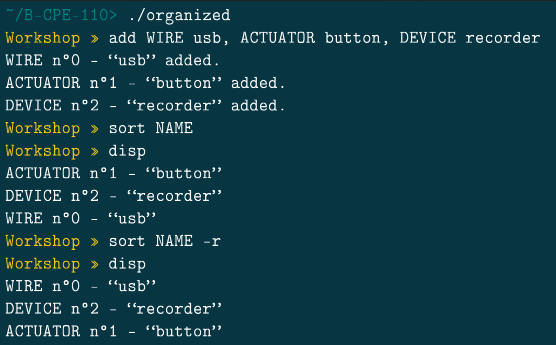 ~/B-CPE-110> ./organized
Workshop » add WIRE usb, ACTUATOR button, DEVICE recorder
WIRE n°0 - “usb” added.
ACTUATOR n°1 - “button” added.
DEVICE n°2 - “recorder” added.
Workshop » sort NAME
Workshop » disp
ACTUATOR n°1 - “button”
DEVICE n°2 - “recorder”
WIRE n°0 - “usb”
Workshop » sort NAME -r
Workshop » disp
WIRE n°0 - “usb”
DEVICE n°2 - “recorder”
ACTUATOR n°1 - “button”